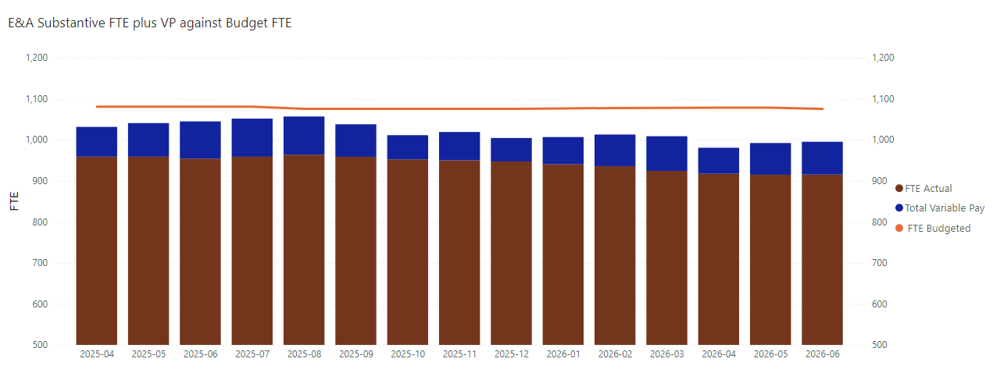 E&A Substantive FTE plus VP against Budget FTE
1,200
1,100
1,000
900
800
700
600
500
FTE
1,200
1,100
1,000
900
800
700
600
500
2025-04 2025-05 2025-06 2025-07 2025-08 2025-09 2025-10 2025-11 2025-12 2026-01 2026-02 2026-03 2026-04 2026-05 2026-06
FTE Actual
Total Variable Pay
FTE Budgeted